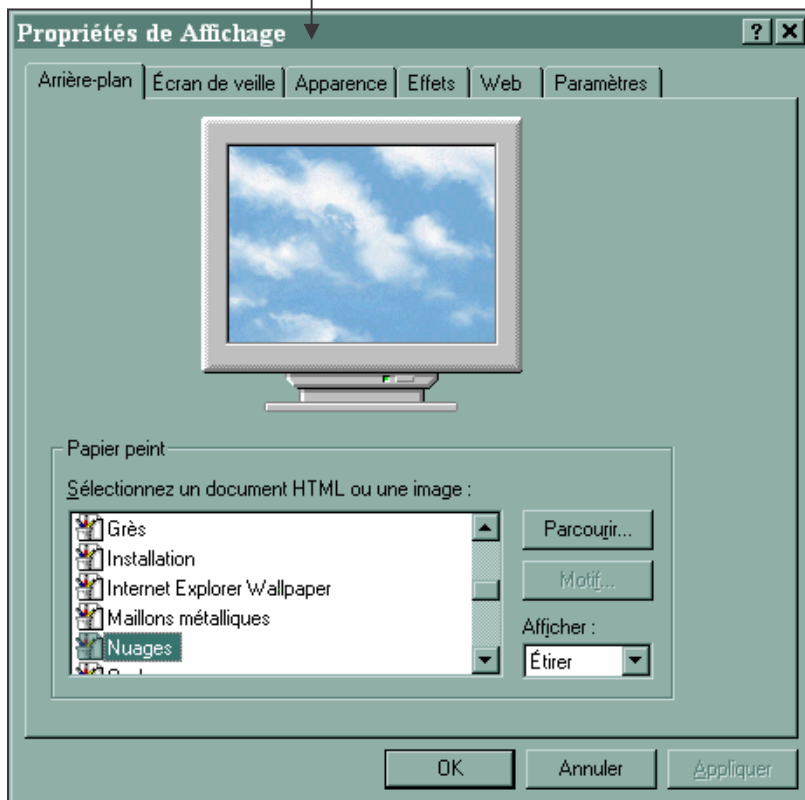 Propriétés de Affichage
Arrière-plan Écran de veille Apparence Effets Web Paramètres
Papier peint
Sélectionnez un document HTML ou une image :
Grès
Installation
Internet Explorer Wallpaper
Maillons métalliques
Nuages
Parcourir...
Motif...
Afficher :
Étirer
OK Annuler Appliquer